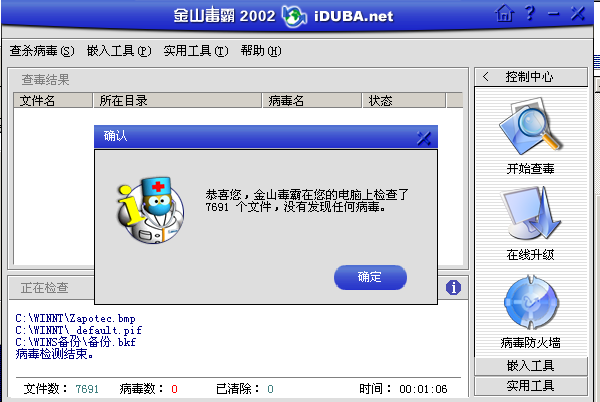 金山毒霸 2002 iDUBA.net
查杀病毒(S) 嵌入工具(P) 实用工具(T) 帮助(H)
查毒结果
文件名 所在目录 病毒名 状态
确认
恭喜您，金山毒霸在您的电脑上检查了
7691 个文件，没有发现任何病毒。
确定
正在检查
C:\WINNT\Zapotec.bmp
C:\WINNT\_default.pif
C:\WINS备份\备份.bkf
病毒检测结束。
文件数： 7691 病毒数： 0 已清除： 0 时间： 00:01:06
控制中心
开始查毒
在线升级
病毒防火墙
嵌入工具
实用工具